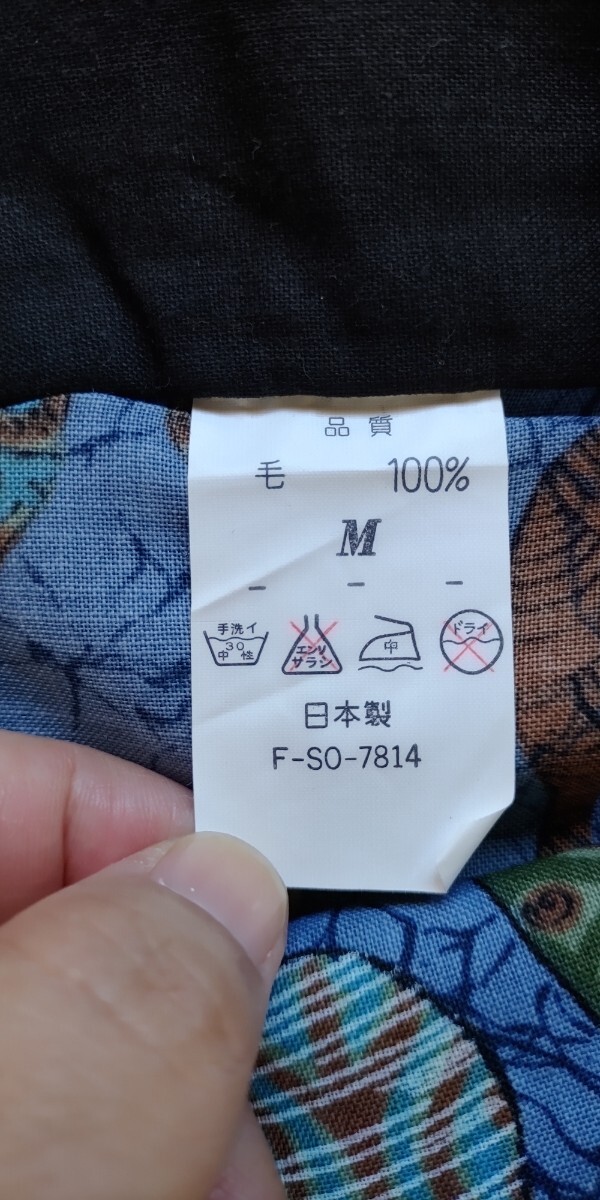 品質
毛 100%
M
- - -
手洗イ
30
中性
エンソ
サラシ
中
ドライ
日本製
F-SO-7814